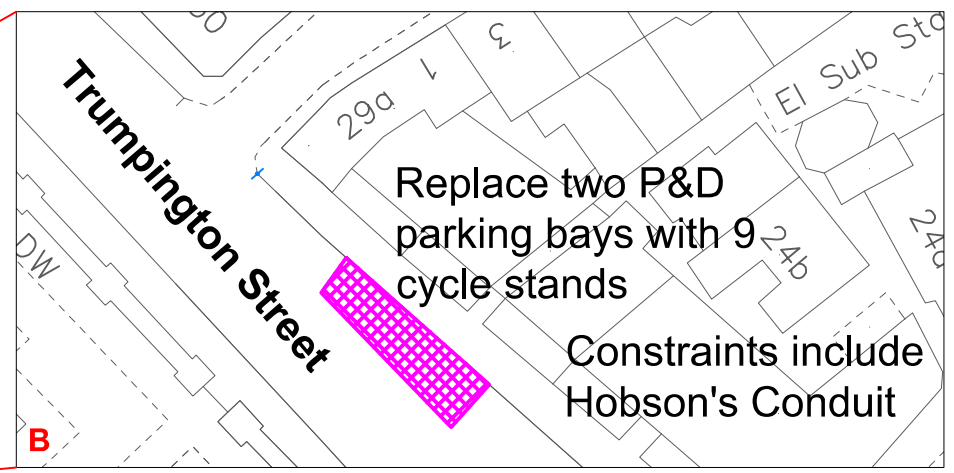 Trumpington Street
29a
1
3
El Sub Sta
Replace two P&D
parking bays with 9
cycle stands
24b
24a
DW
Constraints include
Hobson's Conduit
B